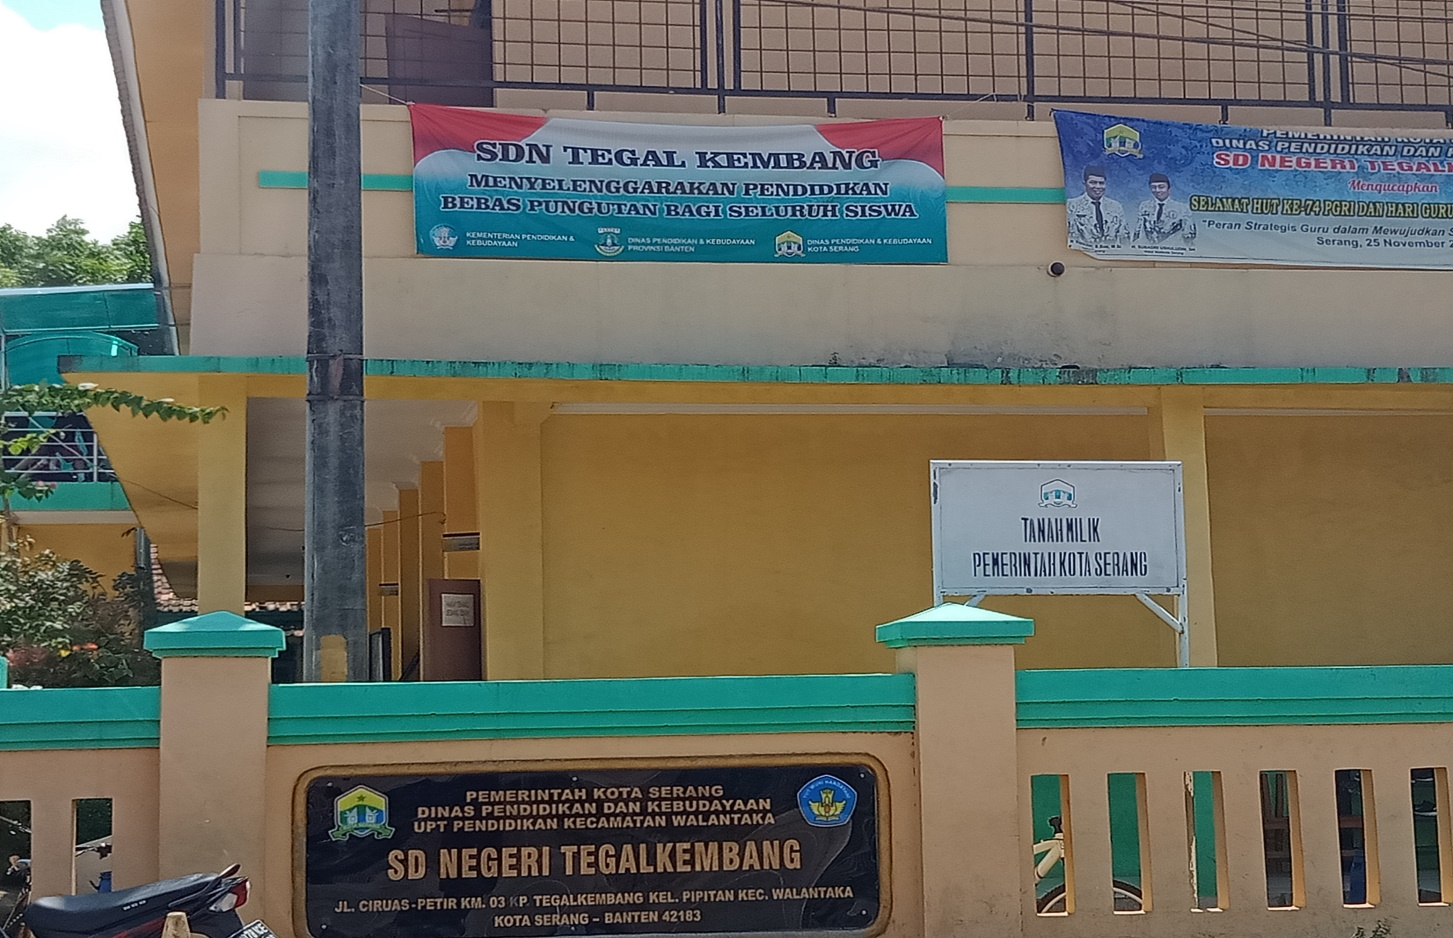 SDN TEGAL KEMBANG
MENYELENGGARAKAN PENDIDIKAN
BEBAS PUNGUTAN BAGI SELURUH SISWA
KEMENTERIAN PENDIDIKAN &
KEBUDAYAAN
DINAS PENDIDIKAN & KEBUDAYAAN
PROVINSI BANTEN
DINAS PENDIDIKAN & KEBUDAYAAN
KOTA SERANG
PEMERINTAH
DINAS PENDIDIKAN DAN
SD NEGERI
Mengucapkan
SELAMAT HUT KE-74 PGRI DAN HARI
"Peran Strategis Guru dalam Mewujudkan
Serang, 25 November
TANAH MILIK
PEMERINTAH KOTA SERANG
PEMERINTAH KOTA SERANG
DINAS PENDIDIKAN DAN KEBUDAYAAN
UPT PENDIDIKAN KECAMATAN WALANTAKA
SD NEGERI TEGALKEMBANG
JL. CIRUAS-PETIR KM. 03 KP. TEGALKEMBANG KEL. PIPITAN KEC. WALANTAKA
KOTA SERANG – BANTEN 42183